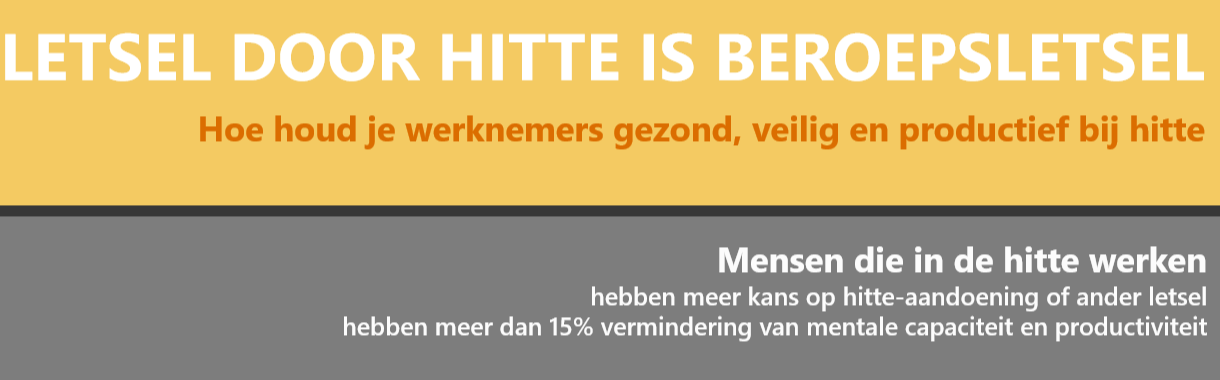 LETSEL DOOR HITTE IS BEROEPSLETSEL
Hoe houd je werknemers gezond, veilig en productief bij hitte
Mensen die in de hitte werken
hebben meer kans op hitte-aandoening of ander letsel
hebben meer dan 15% vermindering van mentale capaciteit en productiviteit